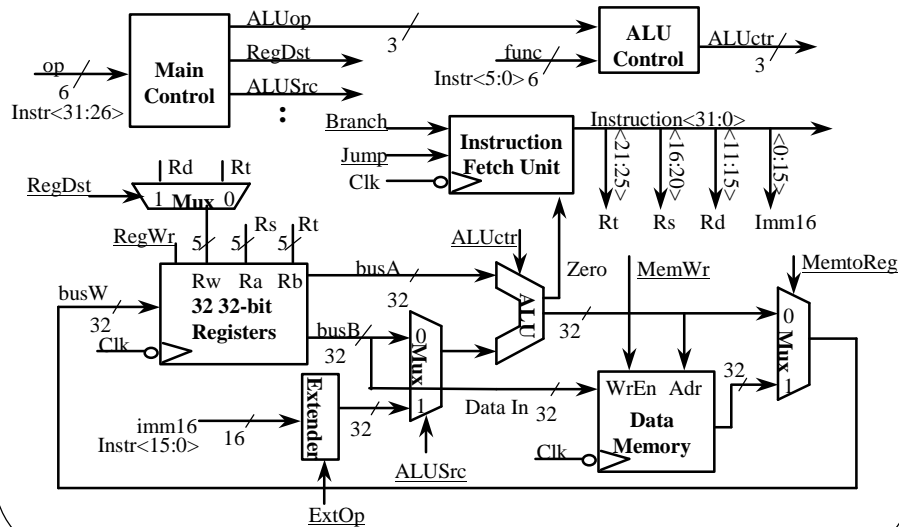 ALUop
3
func
Instr<5:0> 6
ALU
Control
ALUctr
3
op
6
Instr<31:26>
Main
Control
RegDst
ALUSrc
:
Branch
Jump
Clk
Instruction
Fetch Unit
Instruction<31:0>
<21:25>
<16:20>
<11:15>
<0:15>
Rt
Rs
Rd
Imm16
RegDst
Rd
Rt
1 Mux 0
RegWr
5
5
Rs
5
Rt
busW
32
Clk
Rw Ra Rb
32 32-bit
Registers
busA
32
busB
32
0
Mux
1
ALUSrc
ALUctr
ALU
Zero
32
MemWr
MemtoReg
imm16
Instr<15:0>
16
Extender
32
ExtOp
Data In
32
WrEn Adr
Data
Memory
Clk
32
0
Mux
1